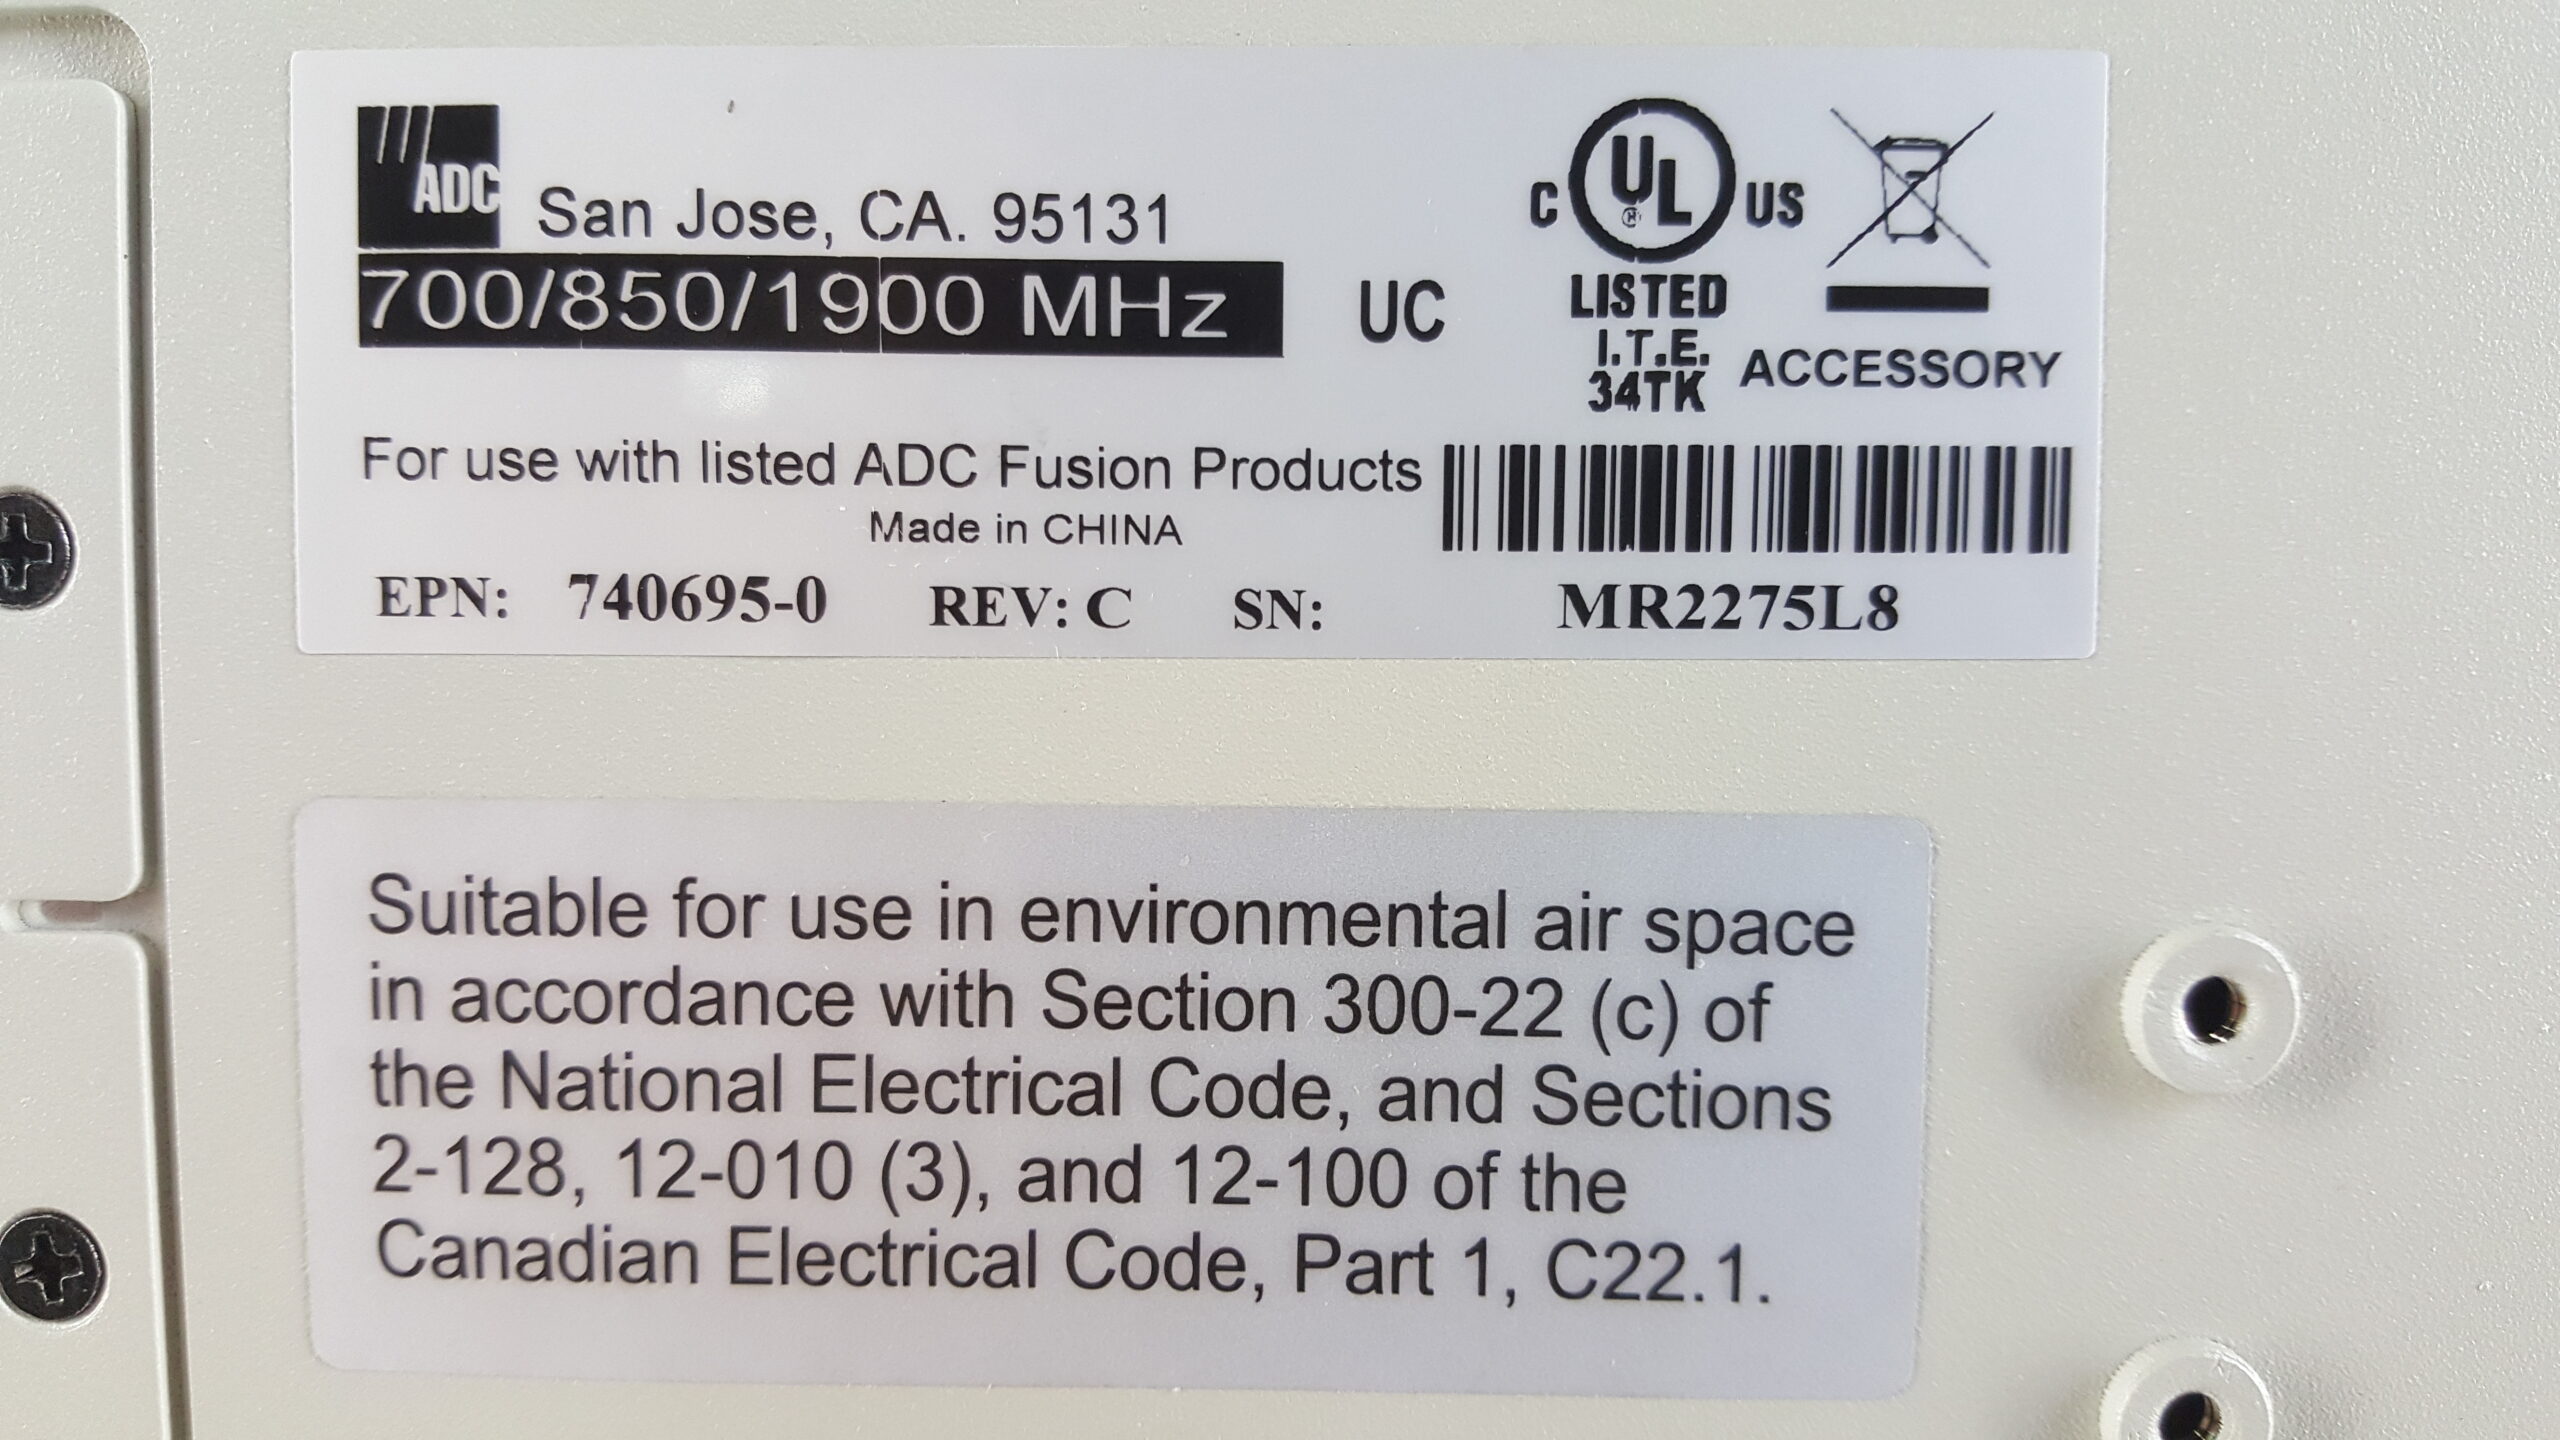 ADC San Jose, CA. 95131
700/850/1900 MHz UC
C UL US
LISTED
I.T.E.
34TK ACCESSORY
For use with listed ADC Fusion Products
Made in CHINA
EPN: 740695-0 REV: C SN: MR2275L8
Suitable for use in environmental air space
in accordance with Section 300-22 (c) of
the National Electrical Code, and Sections
2-128, 12-010 (3), and 12-100 of the
Canadian Electrical Code, Part 1, C22.1.